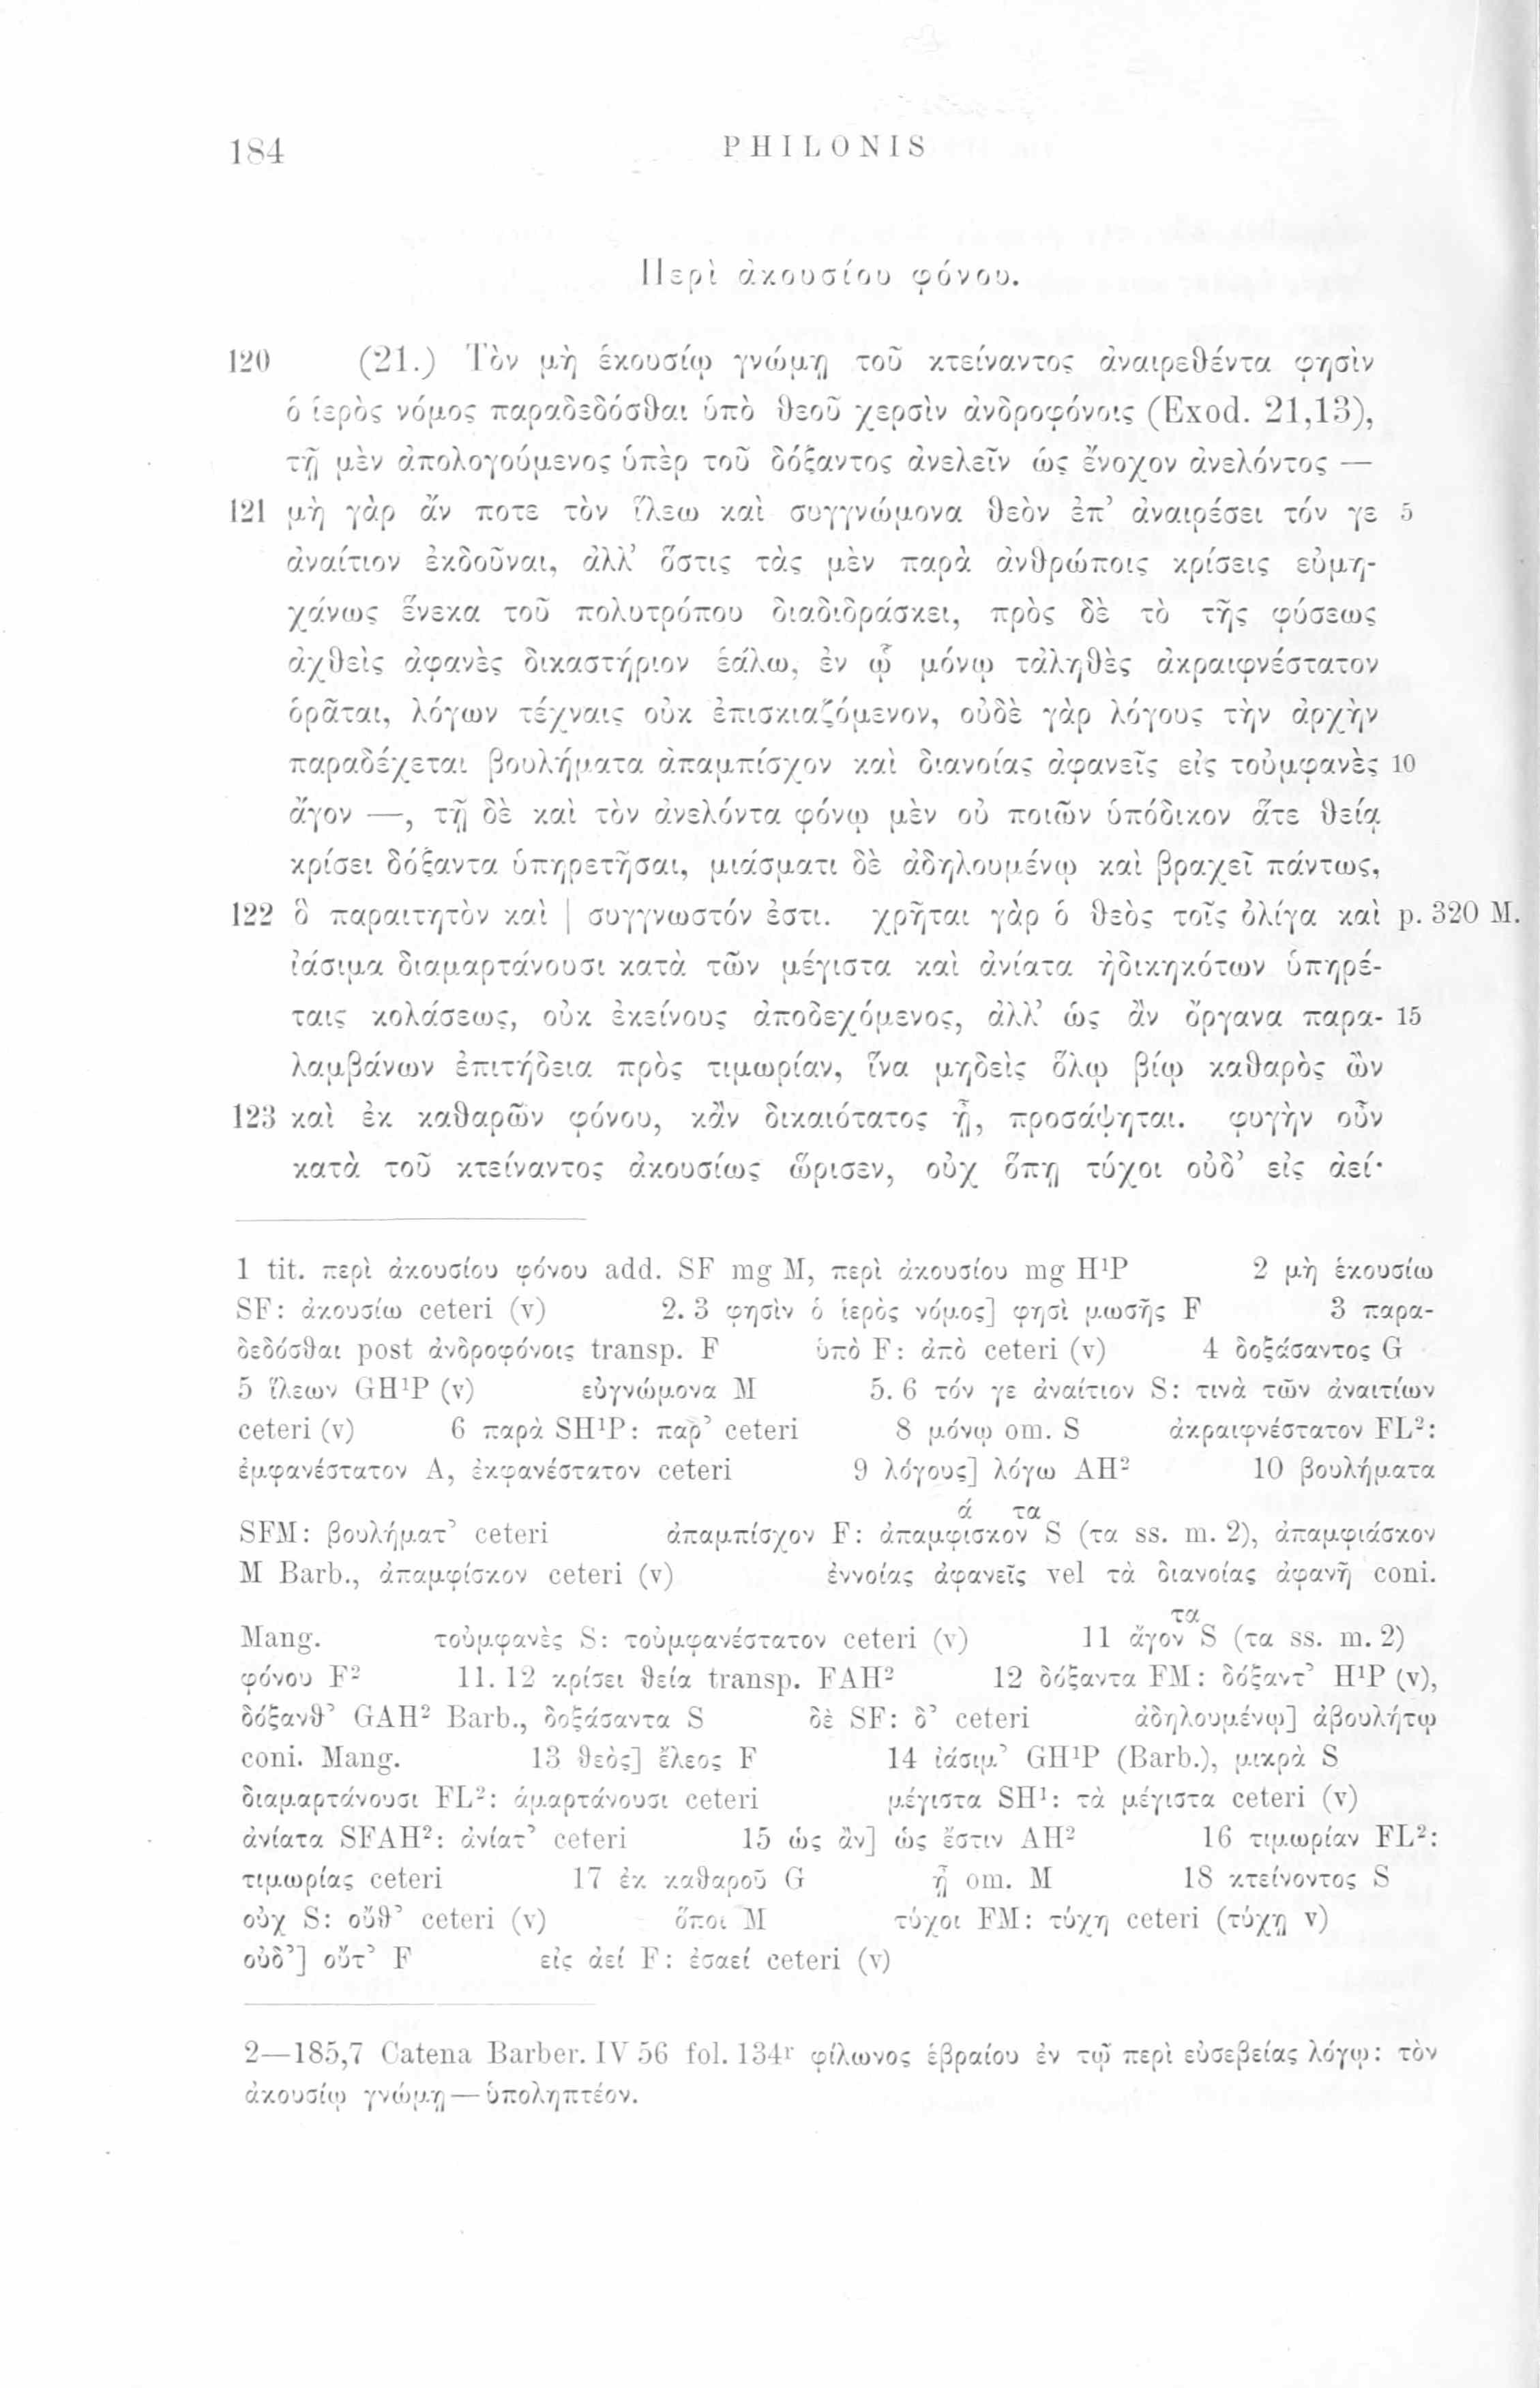 184 PHILONIS
Περὶ ἀκουσίου φόνου.
120 (21.) Τὸν μὴ ἑκουσίῳ γνώμῃ τοῦ κτείναντος ἀναιρεθέντα φησὶν
ὁ ἱερὸς νόμος παραδεδόσθαι ὑπὸ θεοῦ χερσὶν ἀνδροφόνοις (Exod. 21,13),
τῇ μὲν ἀπολογούμενος ὑπὲρ τοῦ δόξαντος ἀνελεῖν ὡς ἔνοχον ἀνελόντος —
121 μὴ γὰρ ἄν ποτε τὸν ἵλεω καὶ συγγνώμονα θεὸν ἐπ’ ἀναιρέσει τόν γε 5
ἀναίτιον ἐκδοῦναι, ἀλλ’ ὅστις τὰς μὲν παρὰ ἀνθρώποις κρίσεις εὐμη-
χάνως ἕνεκα τοῦ πολυτρόπου διαδιδράσκει, πρὸς δὲ τὸ τῆς φύσεως
ἀχθεὶς ἀφανὲς δικαστήριον ἑάλω, ἐν ᾧ μόνῳ τἀληθὲς ἀκραιφνέστατον
ὁρᾶται, λόγων τέχναις οὐκ ἐπισκιαζόμενον, οὐδὲ γὰρ λόγους τὴν ἀρχὴν
παραδέχεται βουλήματα ἀπαμπίσχον καὶ διανοίας ἀφανεῖς εἰς τοὐμφανὲς 10
ἄγον —, τῇ δὲ καὶ τὸν ἀνελόντα φόνῳ μὲν οὐ ποιῶν ὑπόδικον ἅτε θείᾳ
κρίσει δόξαντα ὑπηρετῆσαι, μιάσματι δὲ ἀδηλουμένῳ καὶ βραχεῖ πάντως,
122 ὃ παραιτητὸν καὶ | συγγνωστόν ἐστι. χρῆται γὰρ ὁ θεὸς τοῖς ὀλίγα καὶ p. 320 M.
ἰάσιμα διαμαρτάνουσι κατὰ τῶν μέγιστα καὶ ἀνίατα ἠδικηκότων ὑπηρέ-
ταις κολάσεως, οὐκ ἐκείνους ἀποδεχόμενος, ἀλλ’ ὡς ἂν ὄργανα παρα- 15
λαμβάνων ἐπιτήδεια πρὸς τιμωρίαν, ἵνα μηδεὶς ὅλῳ βίῳ καθαρὸς ὢν
123 καὶ ἐκ καθαρῶν φόνου, κἂν δικαιότατος ᾖ, προσάψηται. φυγὴν οὖν
κατὰ τοῦ κτείναντος ἀκουσίως ὥρισεν, οὐχ ὅπῃ τύχοι οὐδ’ εἰς ἀεί·
1 tit. περὶ ἀκουσίου φόνου add. SF mg M, περὶ ἀκουσίου mg H¹P 2 μὴ ἑκουσίω
SF: ἀκουσίω ceteri (v) 2. 3 φησὶν ὁ ἱερὸς νόμος] φησὶ μωσῆς F 3 παρα-
δεδόσθαι post ἀνδροφόνοις transp. F ὑπὸ F: ἀπὸ ceteri (v) 4 δοξάσαντος G
5 ἵλεων GH¹P (v) εὐγνώμονα M 5. 6 τόν γε ἀναίτιον S: τινὰ τῶν ἀναιτίων
ceteri (v) 6 παρὰ SH¹P: παρ’ ceteri 8 μόνῳ om. S ἀκραιφνέστατον FL²:
ἐμφανέστατον A, ἐκφανέστατον ceteri 9 λόγους] λόγω AH² 10 βουλήματα
ά τα
SFM: βουλήματ’ ceteri ἀπαμπίσχον F: ἀπαμφισκον S (τα ss. m. 2), ἀπαμφιάσκον
M Barb., ἀπαμφίσκον ceteri (v) ἐννοίας ἀφανεῖς vel τὰ διανοίας ἀφανῆ coni.
τα
Mang. τοὐμφανὲς S: τοὐμφανέστατον ceteri (v) 11 ἄγον S (τα ss. m. 2)
φόνου F² 11. 12 κρίσει θεία transp. FAH² 12 δόξαντα FM: δόξαντ’ H¹P (v),
δόξανθ’ GAH² Barb., δοξάσαντα S δὲ SF: δ’ ceteri ἀδηλουμένῳ] ἀβουλήτῳ
coni. Mang. 13 θεὸς] ἔλεος F 14 ἰάσιμ’ GH¹P (Barb.), μικρὰ S
διαμαρτάνουσι FL²: ἁμαρτάνουσι ceteri μέγιστα SH¹: τὰ μέγιστα ceteri (v)
ἀνίατα SFAH²: ἀνίατ’ ceteri 15 ὡς ἂν] ὡς ἔστιν AH² 16 τιμωρίαν FL²:
τιμωρίας ceteri 17 ἐκ καθαροῦ G ᾖ om. M 18 κτείνοντος S
οὐχ S: οὔθ’ ceteri (v) ὅποι M τύχοι FM: τύχη ceteri (τύχῃ v)
οὐδ’] οὔτ’ F εἰς ἀεί F: ἐσαεί ceteri (v)
2—185,7 Catena Barber. IV 56 fol. 134r φίλωνος ἑβραίου ἐν τῷ περὶ εὐσεβείας λόγῳ: τὸν
ἀκουσίῳ γνώμῃ — ὑποληπτέον.